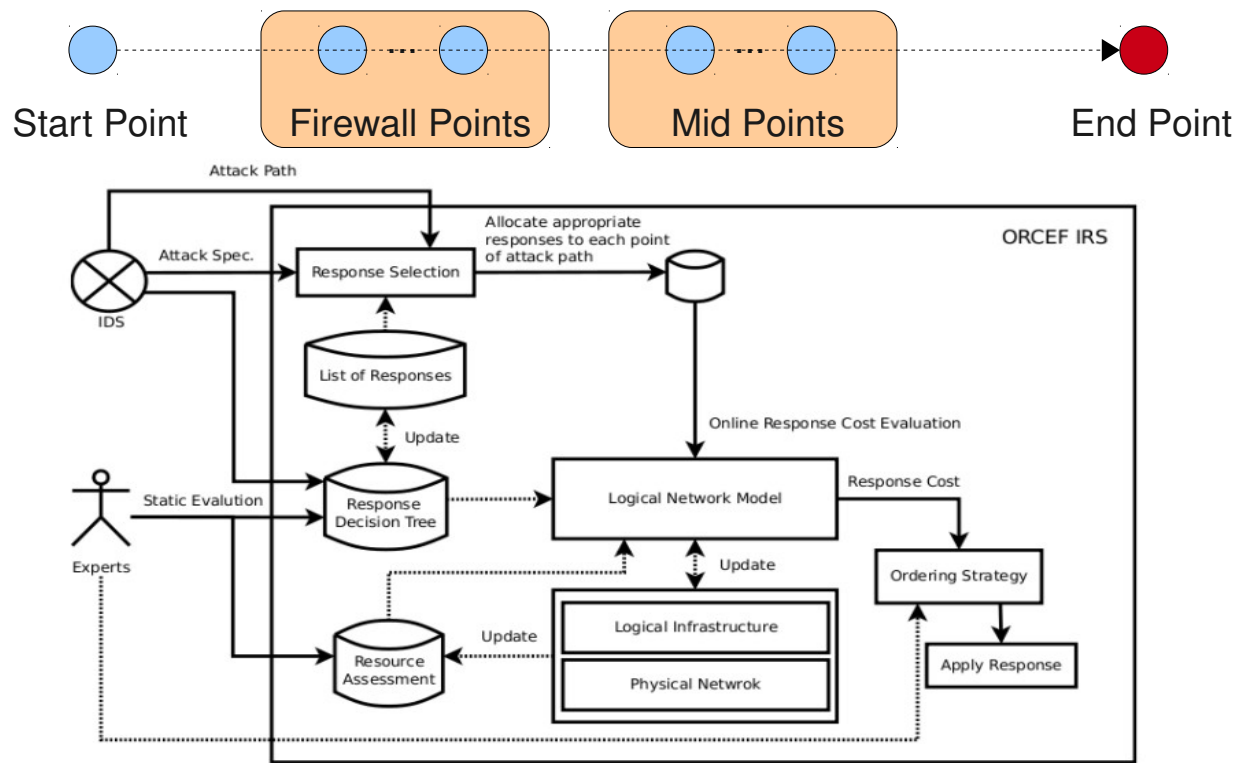 ... ...
Start Point Firewall Points Mid Points End Point
Attack Path
Allocate appropriate
responses to each point
of attack path
ORCEF IRS
Attack Spec.
Response Selection
IDS
List of Responses
Update
Online Response Cost Evaluation
Static Evalution
Response
Decision Tree
Logical Network Model
Response Cost
Experts
Update
Ordering Strategy
Update
Logical Infrastructure
Resource
Assessment
Physical Netwrok
Apply Response